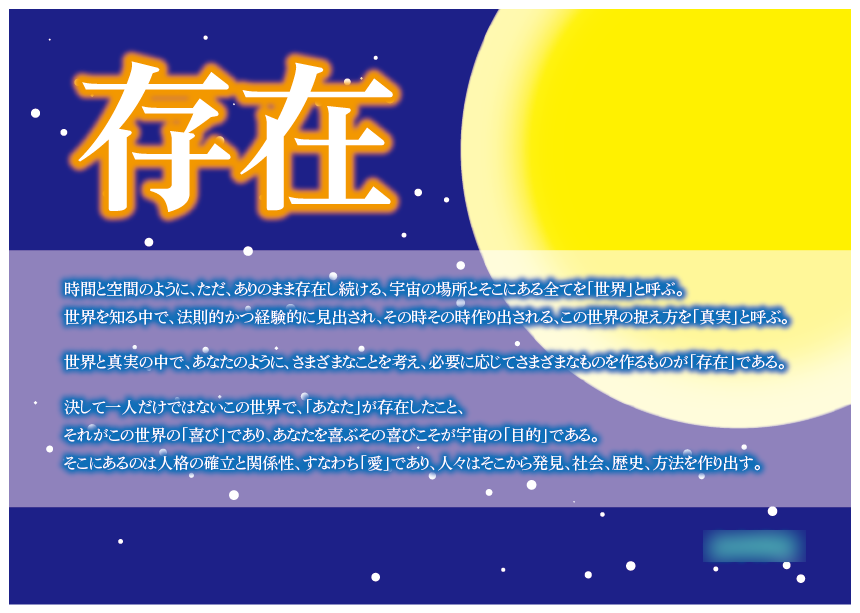 存在
時間と空間のように、ただ、ありのまま存在し続ける、宇宙の場所とそこにある全てを「世界」と呼ぶ。
世界を知る中で、法則的かつ経験的に見出され、その時その時作り出される、この世界の捉え方を「真実」と呼ぶ。
世界と真実の中で、あなたのように、さまざまなことを考え、必要に応じてさまざまなものを作るものが「存在」である。
決して一人だけではないこの世界で、「あなた」が存在したこと、
それがこの世界の「喜び」であり、あなたを喜ぶその喜びこそが宇宙の「目的」である。
そこにあるのは人格の確立と関係性、すなわち「愛」であり、人々はそこから発見、社会、歴史、方法を作り出す。